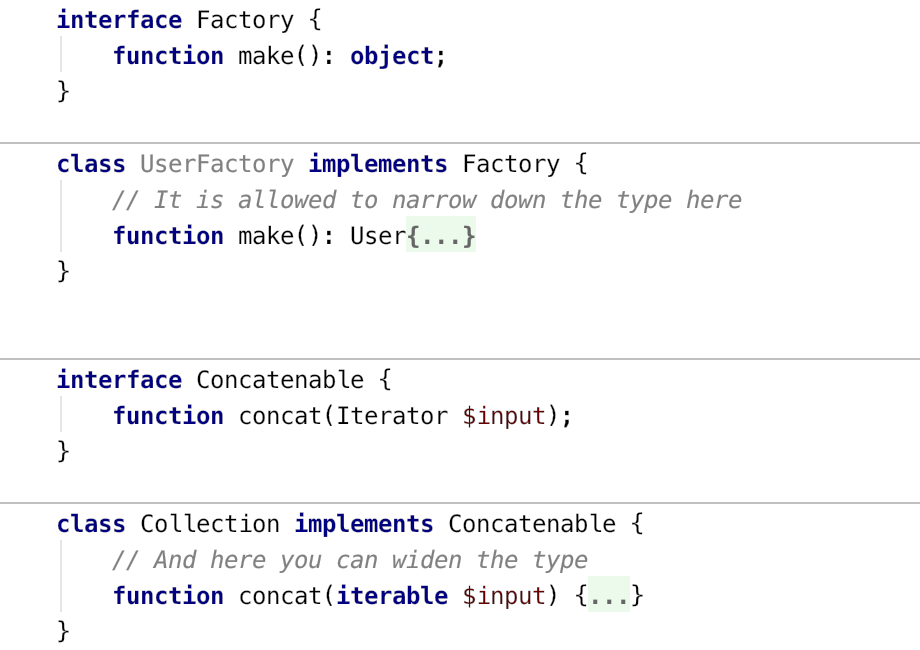 interface Factory {
function make(): object;
}
class UserFactory implements Factory {
// It is allowed to narrow down the type here
function make(): User{...}
}
interface Concatenable {
function concat(Iterator $input);
}
class Collection implements Concatenable {
// And here you can widen the type
function concat(iterable $input) {...}
}